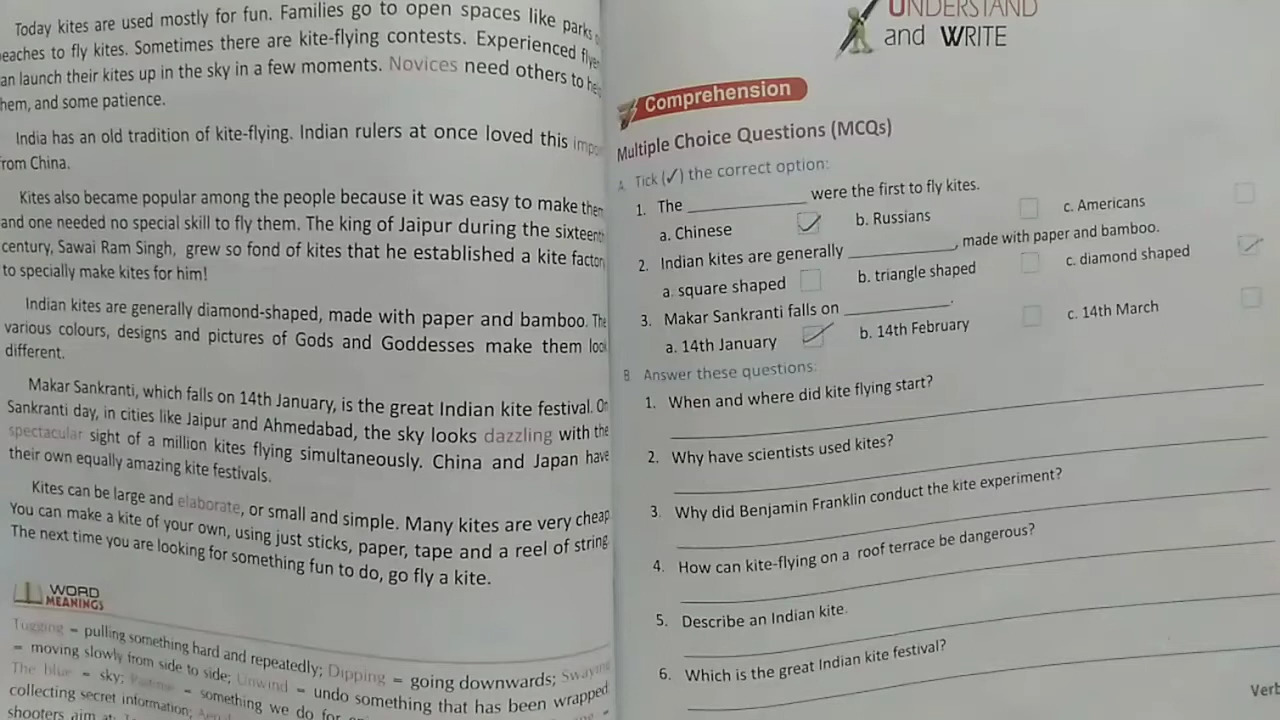 Today kites are used mostly for fun. Families go to open spaces like parks
eaches to fly kites. Sometimes there are kite-flying contests. Experienced
an launch their kites up in the sky in a few moments. Novices need others to
hem, and some patience.
India has an old tradition of kite-flying. Indian rulers at once loved this
rom China.
Kites also became popular among the people because it was easy to make them
and one needed no special skill to fly them. The king of Jaipur during the sixteenth
century, Sawai Ram Singh, grew so fond of kites that he established a kite factor
to specially make kites for him!
Indian kites are generally diamond-shaped, made with paper and bamboo. The
various colours, designs and pictures of Gods and Goddesses make them look
different.
Makar Sankranti, which falls on 14th January, is the great Indian kite festival. On
Sankranti day, in cities like Jaipur and Ahmedabad, the sky looks dazzling with the
spectacular sight of a million kites flying simultaneously. China and Japan have
their own equally amazing kite festivals.
Kites can be large and elaborate, or small and simple. Many kites are very cheap
You can make a kite of your own, using just sticks, paper, tape and a reel of string
The next time you are looking for something fun to do, go fly a kite.
WORD
MEANINGS
Tugging = pulling something hard and repeatedly; Dipping = going downwards; Swaying
= moving slowly from side to side; Unwind = undo something that has been wrapped
The blue = sky; = something we do for
collecting secret information;
shooters aim at;
UNDERSTAND
and WRITE
Comprehension
Multiple Choice Questions (MCQs)
A. Tick (✓) the correct option:
1. The ____________ were the first to fly kites.
a. Chinese ✓ b. Russians c. Americans
2. Indian kites are generally ____________, made with paper and bamboo.
a. square shaped b. triangle shaped c. diamond shaped ✓
3. Makar Sankranti falls on ____________.
a. 14th January ✓ b. 14th February c. 14th March
B Answer these questions:
1. When and where did kite flying start?
2. Why have scientists used kites?
3. Why did Benjamin Franklin conduct the kite experiment?
4. How can kite-flying on a roof terrace be dangerous?
5. Describe an Indian kite.
6. Which is the great Indian kite festival?
Verb